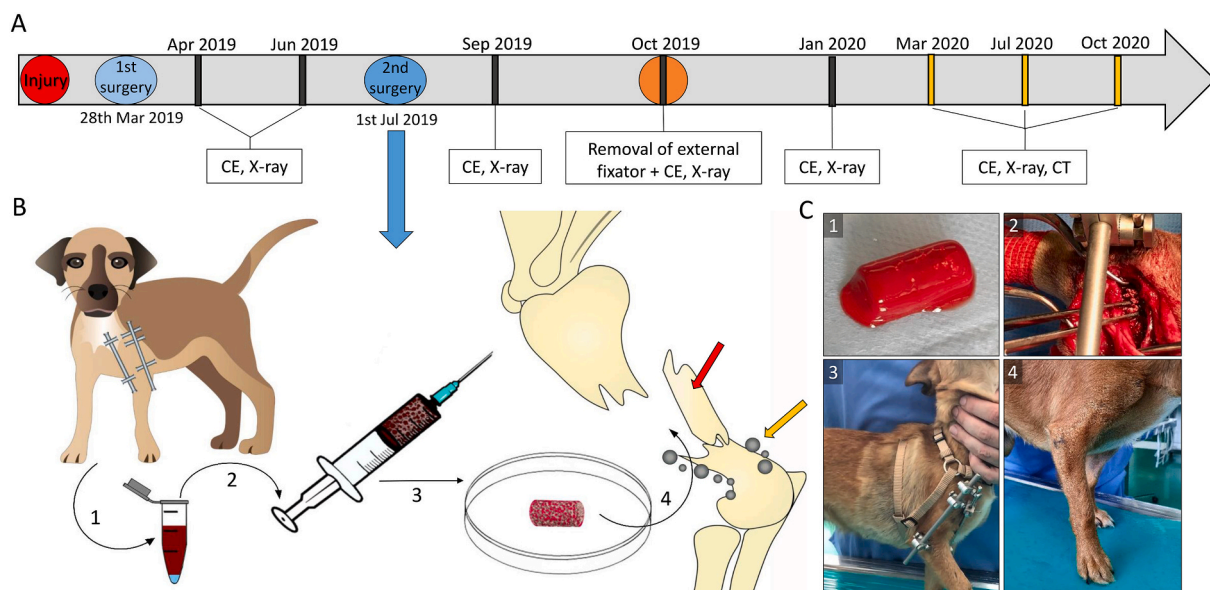 A
Apr 2019 Jun 2019 Sep 2019 Oct 2019 Jan 2020 Mar 2020 Jul 2020 Oct 2020
Injury
1st
surgery
2nd
surgery
28th Mar 2019
1st Jul 2019
CE, X-ray
CE, X-ray
Removal of external
fixator + CE, X-ray
CE, X-ray
CE, X-ray, CT
B
1
2
3
4
C
1
2
3
4